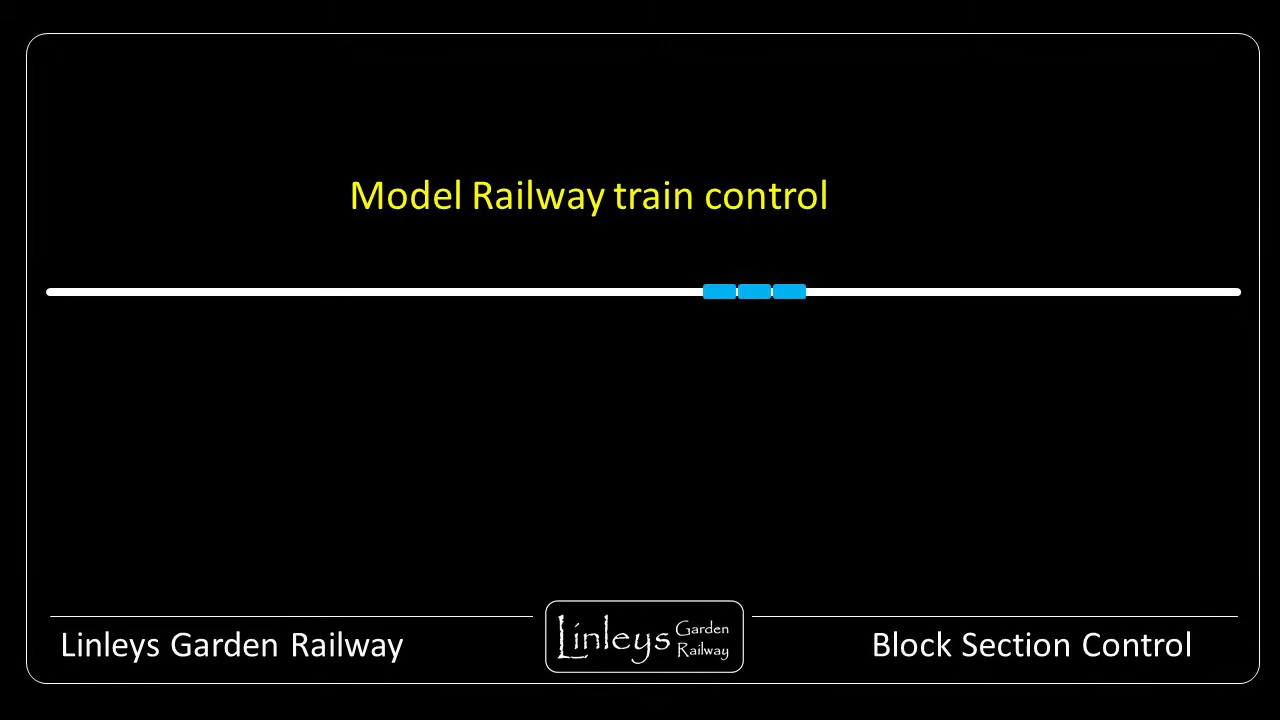 Model Railway train control
Linleys Garden Railway
Linleys Garden
Railway
Block Section Control